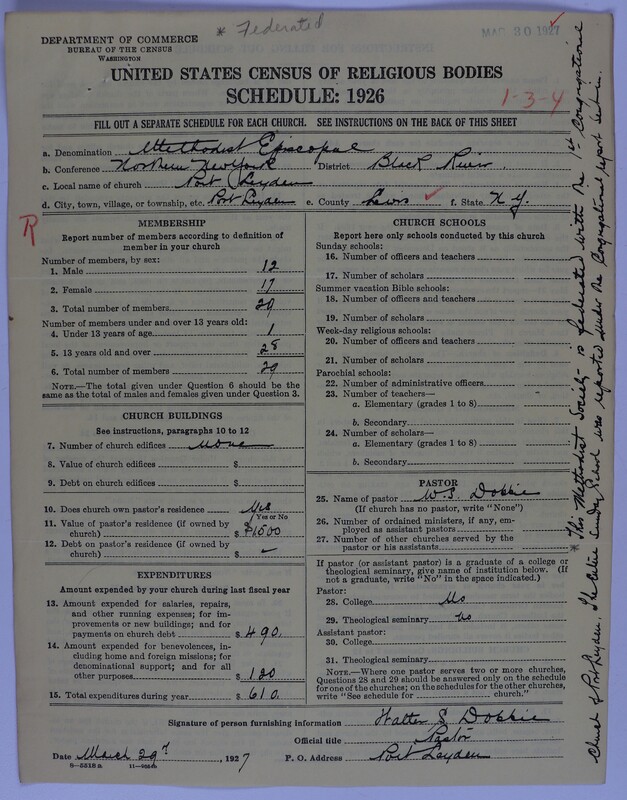 * Federated
MAR 30 1927
DEPARTMENT OF COMMERCE
BUREAU OF THE CENSUS
WASHINGTON
UNITED STATES CENSUS OF RELIGIOUS BODIES
SCHEDULE: 1926
1-3-4
FILL OUT A SEPARATE SCHEDULE FOR EACH CHURCH. SEE INSTRUCTIONS ON THE BACK OF THIS SHEET
a. Denomination Methodist Episcopal
b. Conference Northern New York District Black River
c. Local name of church Port Leyden
d. City, town, village, or township, etc. Port Leyden e. County Lewis f. State N Y.
R
MEMBERSHIP
Report number of members according to definition of member in your church
Number of members, by sex:
1. Male 12
2. Female 17
3. Total number of members 29
Number of members under and over 13 years old:
4. Under 13 years of age 1
5. 13 years old and over 28
6. Total number of members 29
NOTE.—The total given under Question 6 should be the same as the total of males and females given under Question 3.
CHURCH BUILDINGS
See instructions, paragraphs 10 to 12
7. Number of church edifices None
8. Value of church edifices $
9. Debt on church edifices $
10. Does church own pastor's residence Yes
Yes or No
11. Value of pastor's residence (if owned by church) $1500
12. Debt on pastor's residence (if owned by church) $ —
EXPENDITURES
Amount expended by your church during last fiscal year
13. Amount expended for salaries, repairs, and other running expenses; for improvements or new buildings; and for payments on church debt $ 490.
14. Amount expended for benevolences, including home and foreign missions; for denominational support; and for all other purposes $ 120
15. Total expenditures during year $ 610.
CHURCH SCHOOLS
Report here only schools conducted by this church
Sunday schools:
16. Number of officers and teachers
17. Number of scholars
Summer vacation Bible schools:
18. Number of officers and teachers
19. Number of scholars
Week-day religious schools:
20. Number of officers and teachers
21. Number of scholars
Parochial schools:
22. Number of administrative officers
23. Number of teachers—
a. Elementary (grades 1 to 8)
b. Secondary
24. Number of scholars—
a. Elementary (grades 1 to 8)
b. Secondary
PASTOR
25. Name of pastor W. S. Dobbie
(If church has no pastor, write "None")
26. Number of ordained ministers, if any, employed as assistant pastors
27. Number of other churches served by the pastor or his assistants
If pastor (or assistant pastor) is a graduate of a college or theological seminary, give name of institution below. (If not a graduate, write "No" in the space indicated.)
Pastor:
28. College No
29. Theological seminary No
Assistant pastor:
30. College
31. Theological seminary
NOTE.—Where one pastor serves two or more churches, Questions 28 and 29 should be answered only on the schedule for one of the churches; on the schedules for the other churches, write "See schedule for church."
Signature of person furnishing information Walter S. Dobbie
Official title Pastor
Date March 29, 1927 P. O. Address Port Leyden
8—5518 a 11—9344
* This Methodist Society is federated with the 1st Congregational
Church of Port Leyden. The entire Sunday School was reported under the Congregational report sent in.